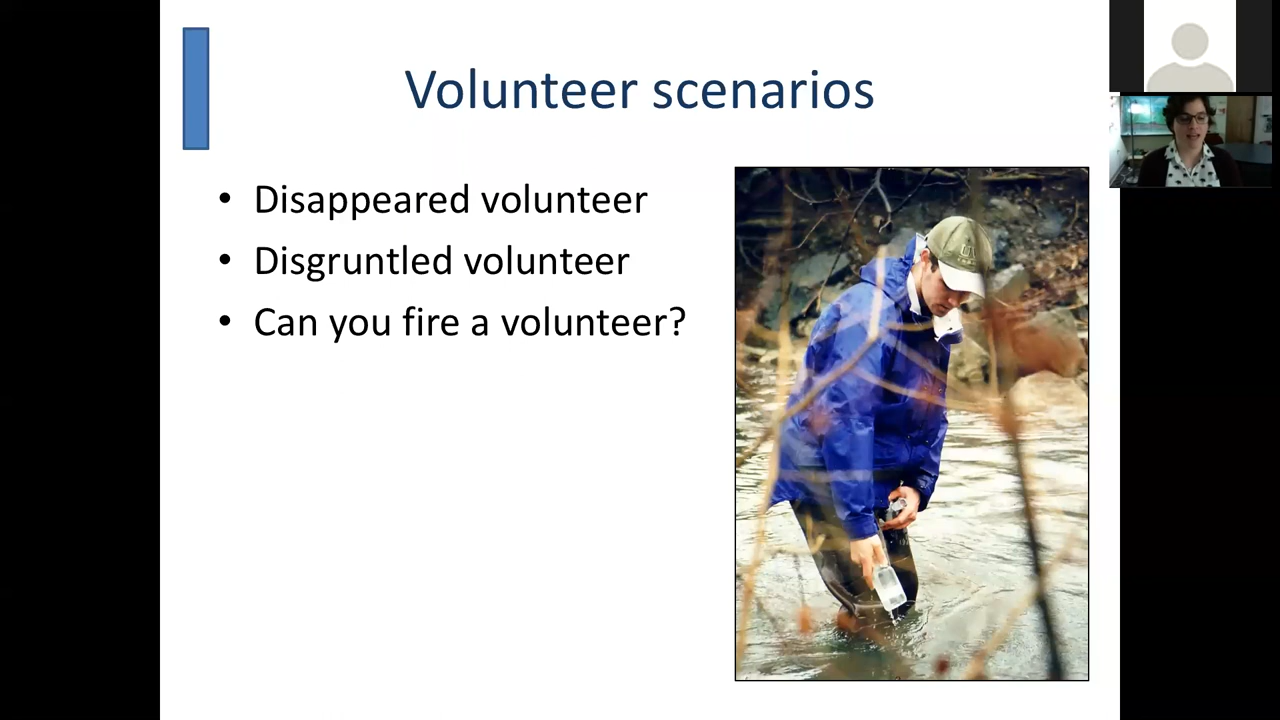 Volunteer scenarios
• Disappeared volunteer
• Disgruntled volunteer
• Can you fire a volunteer?